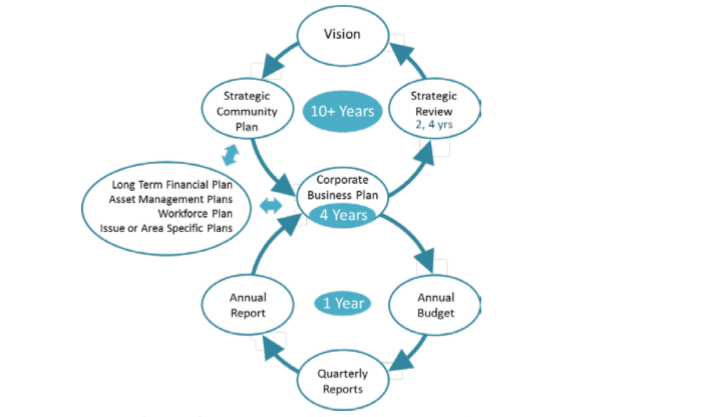 Vision
Strategic
Community
Plan
10+ Years
Strategic
Review
2, 4 yrs
Long Term Financial Plan
Asset Management Plans
Workforce Plan
Issue or Area Specific Plans
Corporate
Business Plan
4 Years
Annual
Report
1 Year
Annual
Budget
Quarterly
Reports